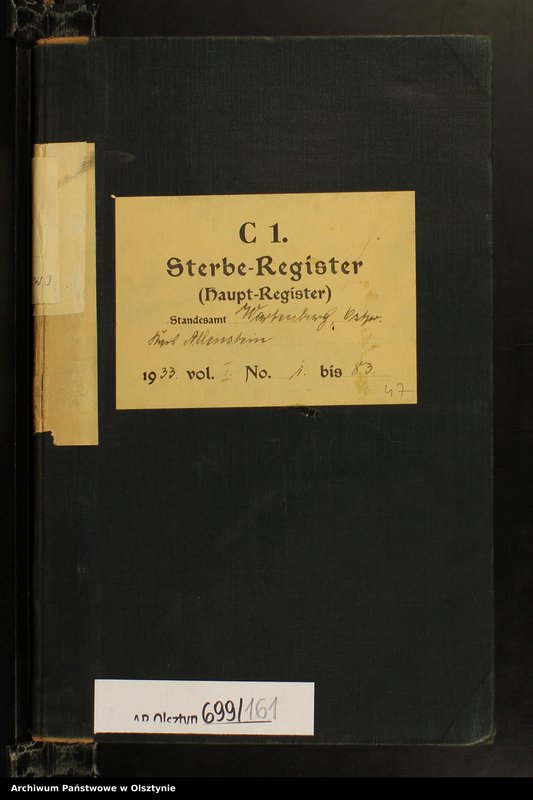 C 1.
Sterbe-Register
(Haupt-Register)
Standesamt Wartenburg, Ostpr.
Kreis Allenstein
1933. vol. I. No. 1. bis 83.
47
AP Olsztyn 699/161
Archiwum Państwowe w Olsztynie